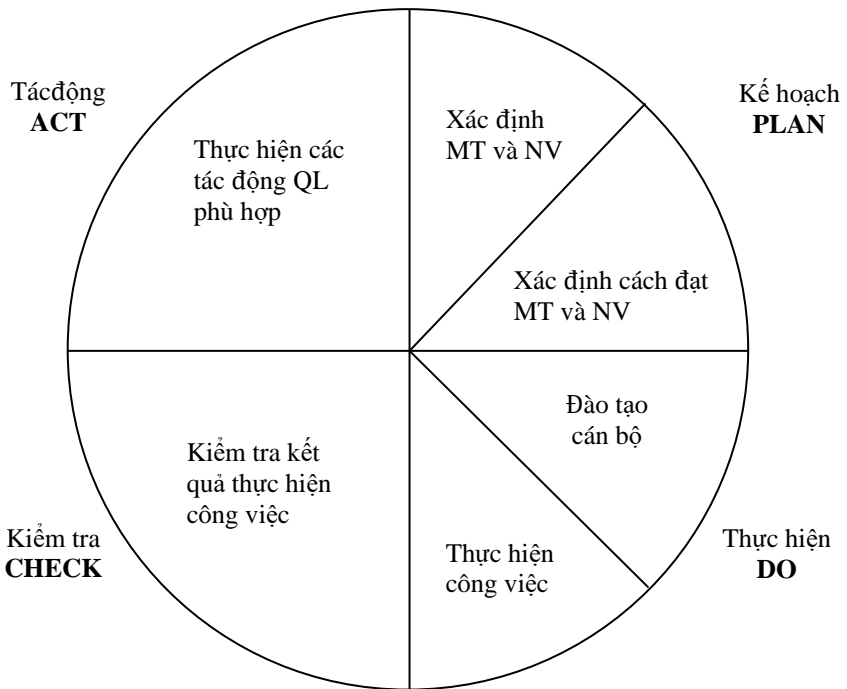 Tácđộng
ACT
Kế hoạch
PLAN
Xác định
MT và NV
Thực hiện các
tác động QL
phù hợp
Xác định cách đạt
MT và NV
Đào tạo
cán bộ
Kiểm tra kết
quả thực hiện
công việc
Thực hiện
công việc
Kiểm tra
CHECK
Thực hiện
DO